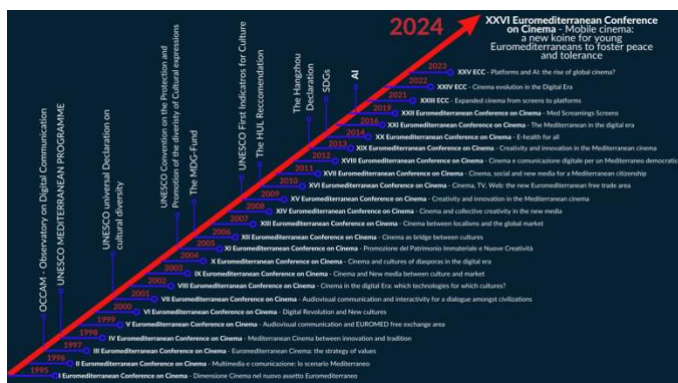 2024
XXVI Euromediterranean Conference
on Cinema - Mobile cinema:
a new koine for young
Euromediterraneans to foster peace
and tolerance
2023
XXV ECC - Platforms and AI: the rise of global cinema?
2022
XXIV ECC - Cinema evolution in the Digital Era
2021
XXIII ECC - Expanded cinema from screens to platforms
2019
XXII Euromediterranean Conference on Cinema - Med Screamings Screens
2016
XXI Euromediterranean Conference on Cinema - The Mediterranean in the digital era
2014
XX Euromediterranean Conference on Cinema - E-health for all
2013
XIX Euromediterranean Conference on Cinema - Creativity and innovation in the Mediterranean cinema
2012
XVIII Euromediterranean Conference on Cinema - Cinema e comunicazione digitale per un Mediterraneo democratic
2011
XVII Euromediterranean Conference on Cinema - Cinema, social and new media for a Mediterranean citizenship
2010
XVI Euromediterranean Conference on Cinema - Cinema, TV, Web: the new Euromediterranean free trade area
2009
XV Euromediterranean Conference on Cinema - Creativity and innovation in the Mediterranean cinema
2008
XIV Euromediterranean Conference on Cinema - Cinema and collective creativity in the new media
2007
XIII Euromediterranean Conference on Cinema - Cinema between localisms and the global market
2006
XII Euromediterranean Conference on Cinema - Cinema as bridge between cultures
2005
XI Euromediterranean Conference on Cinema - Promozione del Patrimonio Immateriale e Nuove Creatività
2004
X Euromediterranean Conference on Cinema - Cinema and cultures of diasporas in the digital era
2003
IX Euromediterranean Conference on Cinema - Cinema and New media between culture and market
2002
VIII Euromediterranean Conference on Cinema - Cinema in the digital Era: which technologies for which cultures?
2001
VII Euromediterranean Conference on Cinema - Audiovisual communication and interactivity for a dialogue amongst civilizations
2000
VI Euromediterranean Conference on Cinema - Digital Revolution and New cultures
1999
V Euromediterranean Conference on Cinema - Audiovisual communication and EUROMED free exchange area
1998
IV Euromediterranean Conference on Cinema - Mediterranean Cinema between innovation and tradition
1997
III Euromediterranean Conference on Cinema - Euromediterranean Cinema: the strategy of values
1996
II Euromediterranean Conference on Cinema - Multimedia e comunicazione: lo scenario Mediterraneo
1995
I Euromediterranean Conference on Cinema - Dimensione Cinema nel nuovo assetto Euromediterraneo
OCCAM - Observatory on Digital Communication
UNESCO MEDITERRANEAN PROGRAMME
UNESCO universal Declaration on
cultural diversity
UNESCO Convention on the Protection and
Promotion of the diversity of Cultural expressions
The MDG-Fund
UNESCO First Indicatros for Culture
The HUL Reccomendation
The Hangzhou
Declaration
SDGs
AI